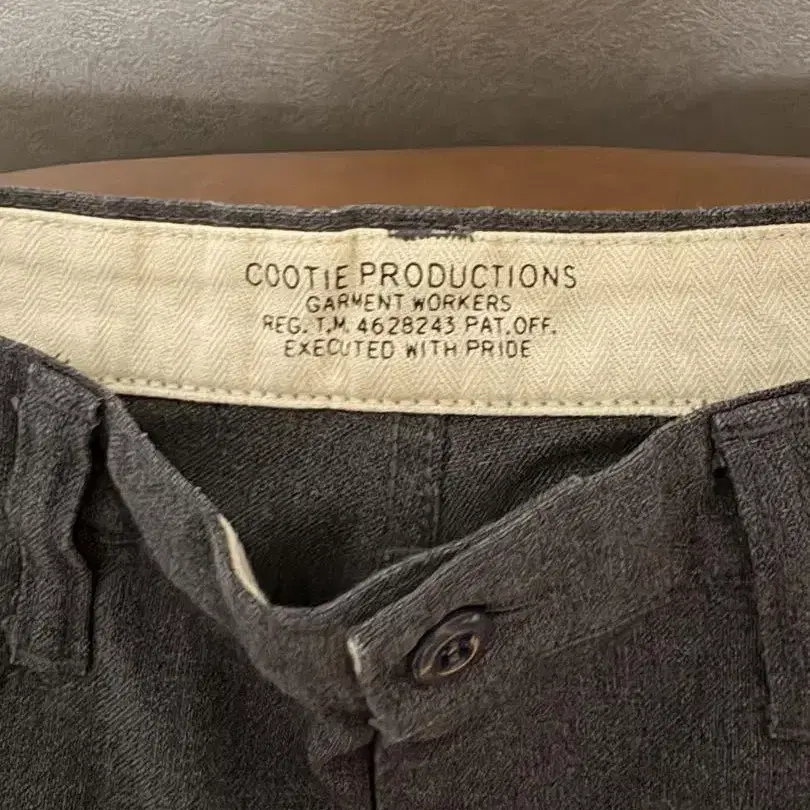 COOTIE PRODUCTIONS
GARMENT WORKERS
REG. T.M. 4628243 PAT. OFF.
EXECUTED WITH PRIDE